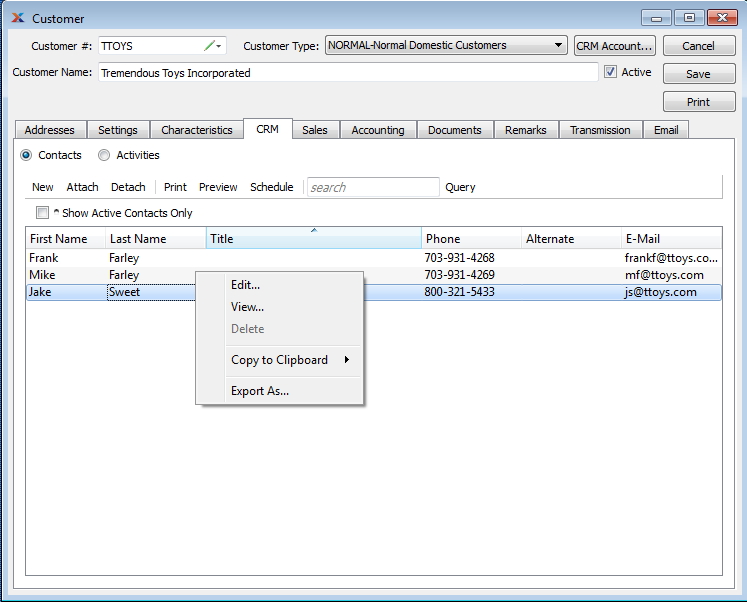 Customer
Customer #: TTOYS Customer Type: NORMAL-Normal Domestic Customers CRM Account... Cancel
Customer Name: Tremendous Toys Incorporated Active Save
Print
Addresses Settings Characteristics CRM Sales Accounting Documents Remarks Transmission Email
Contacts Activities
New Attach Detach Print Preview Schedule search Query
* Show Active Contacts Only
First Name Last Name Title Phone Alternate E-Mail
Frank Farley 703-931-4268 frankf@ttoys.co...
Mike Farley 703-931-4269 mf@ttoys.com
Jake Sweet 800-321-5433 js@ttoys.com
Edit...
View...
Delete
Copy to Clipboard
Export As...